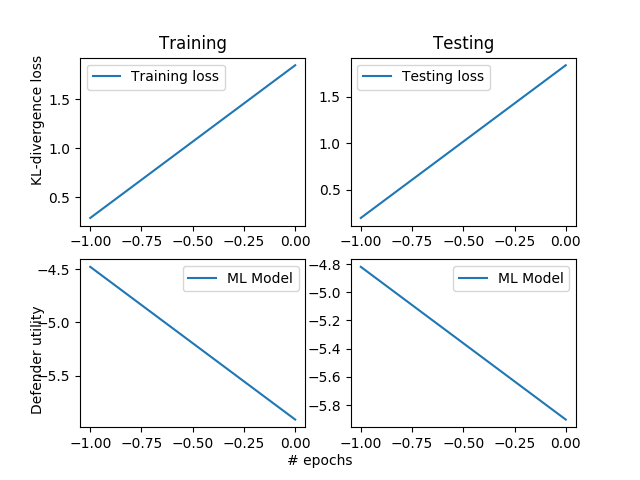 Training
Testing
KL-divergence loss
Training loss
1.5
1.0
0.5
−1.00 −0.75 −0.50 −0.25 0.00
Testing loss
1.5
1.0
0.5
−1.00 −0.75 −0.50 −0.25 0.00
Defender utility
ML Model
−4.5
−5.0
−5.5
−1.00 −0.75 −0.50 −0.25 0.00
ML Model
−4.8
−5.0
−5.2
−5.4
−5.6
−5.8
−1.00 −0.75 −0.50 −0.25 0.00
# epochs